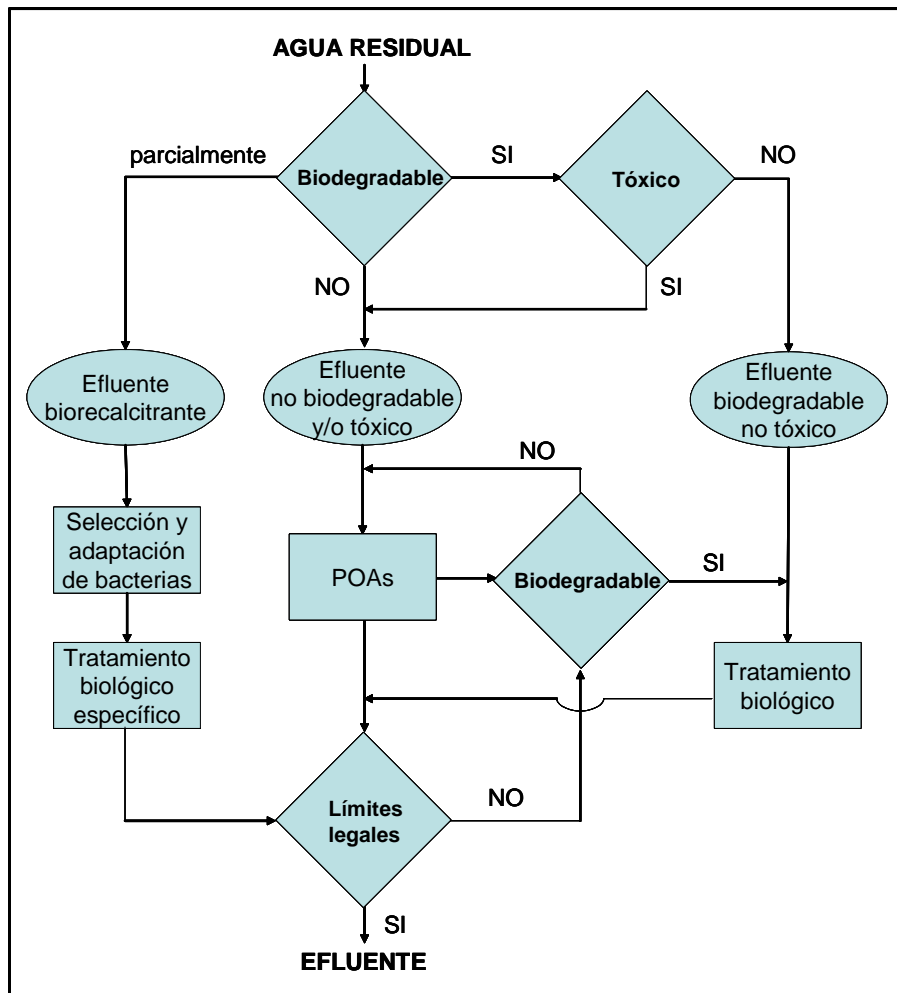 AGUA RESIDUAL
parcialmente
Biodegradable
SI
Tóxico
NO
NO
SI
Efluente
biorecalcitrante
Efluente
no biodegradable
y/o tóxico
Efluente
biodegradable
no tóxico
NO
Selección y
adaptación
de bacterias
POAs
Biodegradable
SI
Tratamiento
biológico
específico
Tratamiento
biológico
Límites
legales
NO
SI
EFLUENTE